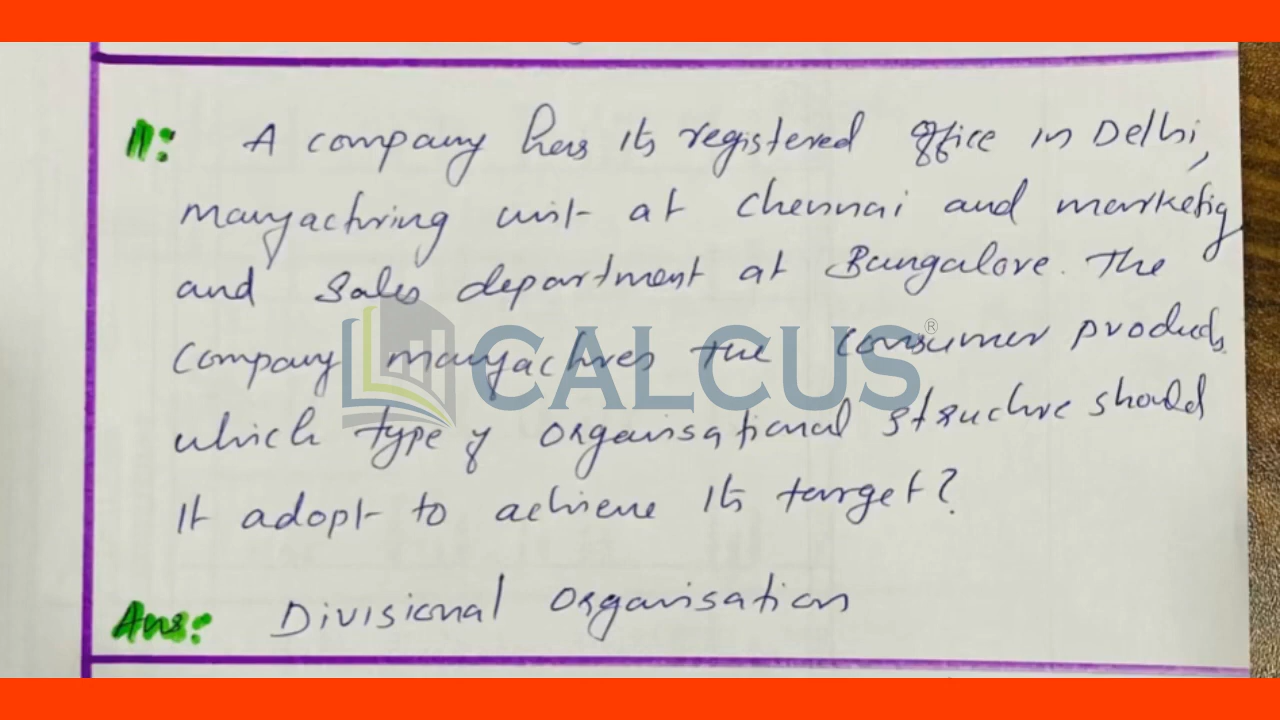 11: A company has its registered office in Delhi,
manufacturing unit at Chennai and marketig
and Sales department at Bangalore. The
company manufactures the consumer products.
which type of organisational structure should
it adopt to achieve its target?
CALCUS®
Ans: Divisional organisation